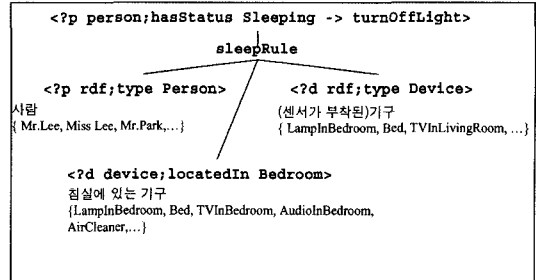 <?p person;hasStatus Sleeping -> turnOffLight>
sleepRule
<?p rdf;type Person>
사람
{ Mr.Lee, Miss Lee, Mr.Park,...}
<?d rdf;type Device>
(센서가 부착된)기구
{ LampInBedroom, Bed, TVInLivingRoom, ...}
<?d device;locatedIn Bedroom>
침실에 있는 기구
{LampInBedroom, Bed, TVInBedroom, AudioInBedroom,
AirCleaner,...}